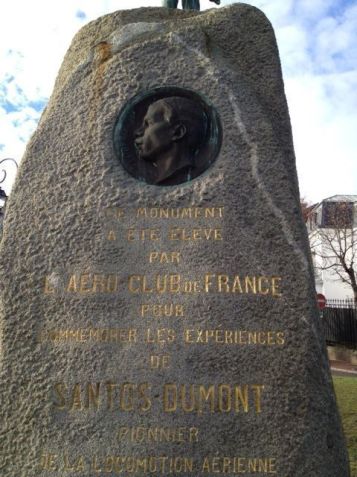 CE MONUMENT
A ÉTÉ ÉLEVÉ
PAR
L'AÉRO CLUB DE FRANCE
POUR
COMMÉMORER LES EXPÉRIENCES
DE
SANTOS-DUMONT
PIONNIER
DE LA LOCOMOTION AÉRIENNE